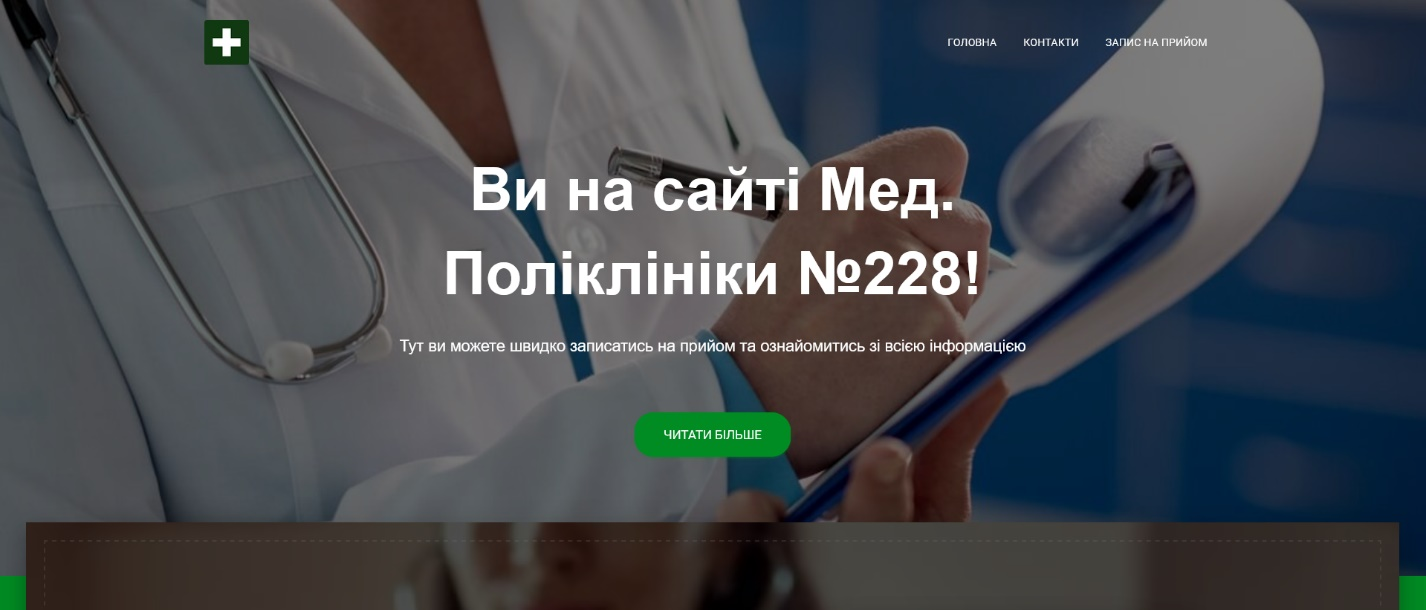 ГОЛОВНА КОНТАКТИ ЗАПИС НА ПРИЙОМ
Ви на сайті Мед.
Поліклініки №228!
Тут ви можете швидко записатись на прийом та ознайомитись зі всією інформацією
ЧИТАТИ БІЛЬШЕ